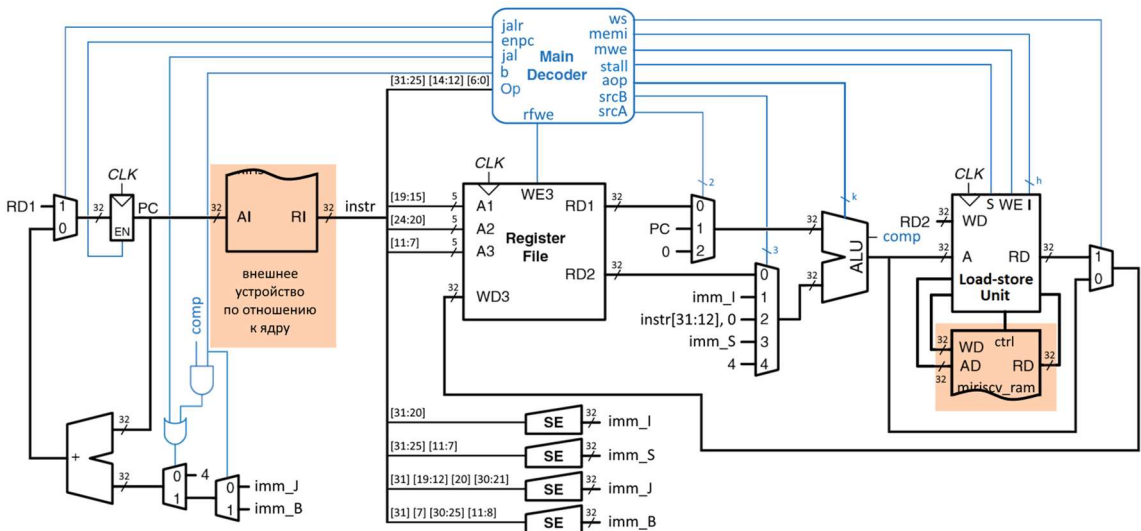 jalr
enpc
jal
b
Op
Main
Decoder
rfwe
ws
memi
mwe
stall
aop
srcB
srcA
[31:25] [14:12] [6:0]
RD1
1
0
32
CLK
EN
PC
32
AI
RI
32
instr
внешнее
устройство
по отношению
к ядру
comp
[19:15]
5
[24:20]
5
[11:7]
5
32
CLK
WE3
A1
A2
A3
Register
File
WD3
RD1
RD2
32
32
2
0
PC
1
0
2
3
0
imm_I
1
instr[31:12], 0
2
imm_S
3
4
4
k
32
32
ALU
comp
CLK
h
S WE I
RD2
32
WD
32
A
RD
32
Load-store
Unit
1
0
ctrl
32
WD
32
AD
RD
32
32
miriscv_ram
32
+
32
0
4
1
0
imm_J
1
imm_B
[31:20]
SE
32
imm_I
[31:25] [11:7]
SE
32
imm_S
[31] [19:12] [20] [30:21]
SE
32
imm_J
[31] [7] [30:25] [11:8]
SE
32
imm_B